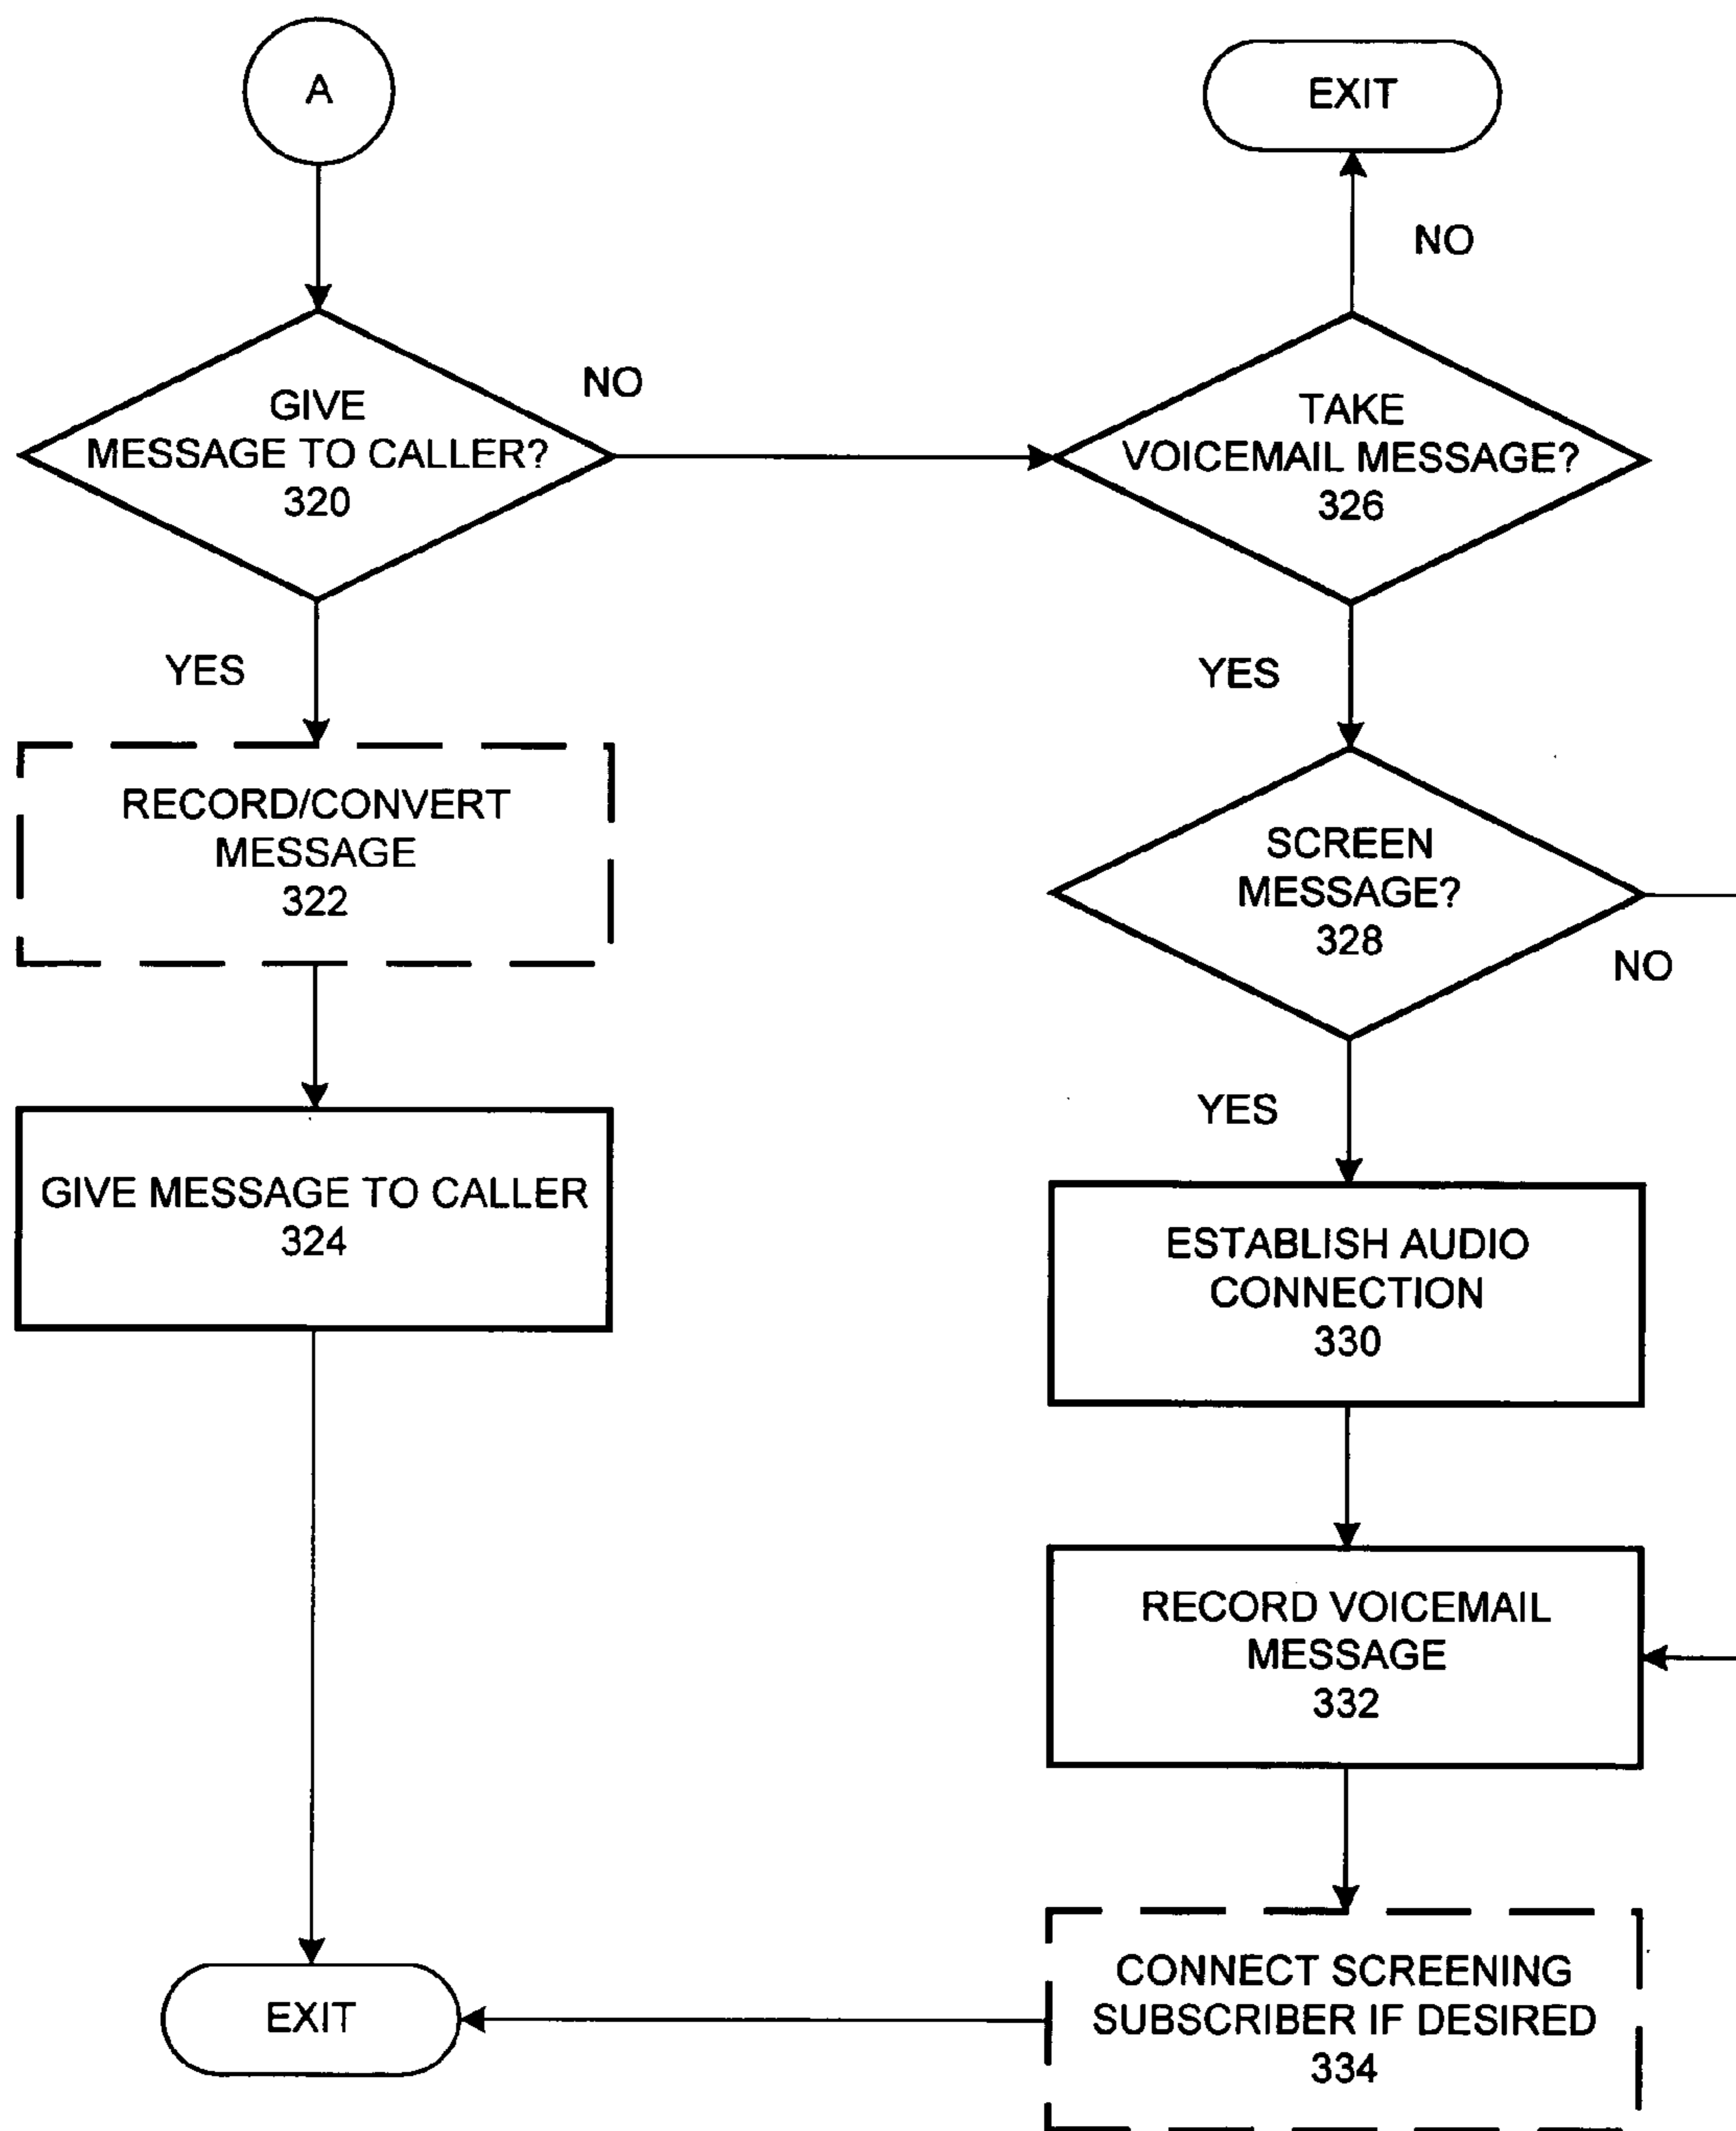 A
EXIT
NO
GIVE
MESSAGE TO CALLER?
320
NO
TAKE
VOICEMAIL MESSAGE?
326
YES
YES
RECORD/CONVERT
MESSAGE
322
SCREEN
MESSAGE?
328
NO
YES
GIVE MESSAGE TO CALLER
324
ESTABLISH AUDIO
CONNECTION
330
RECORD VOICEMAIL
MESSAGE
332
EXIT
CONNECT SCREENING
SUBSCRIBER IF DESIRED
334